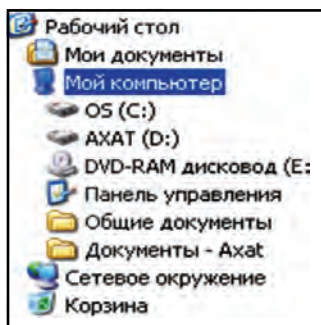 Рабочий стол
Мои документы
Мой компьютер
OS (C:)
AXAT (D:)
DVD-RAM дисковод (E:
Панель управления
Общие документы
Документы - Axat
Сетевое окружение
Корзина